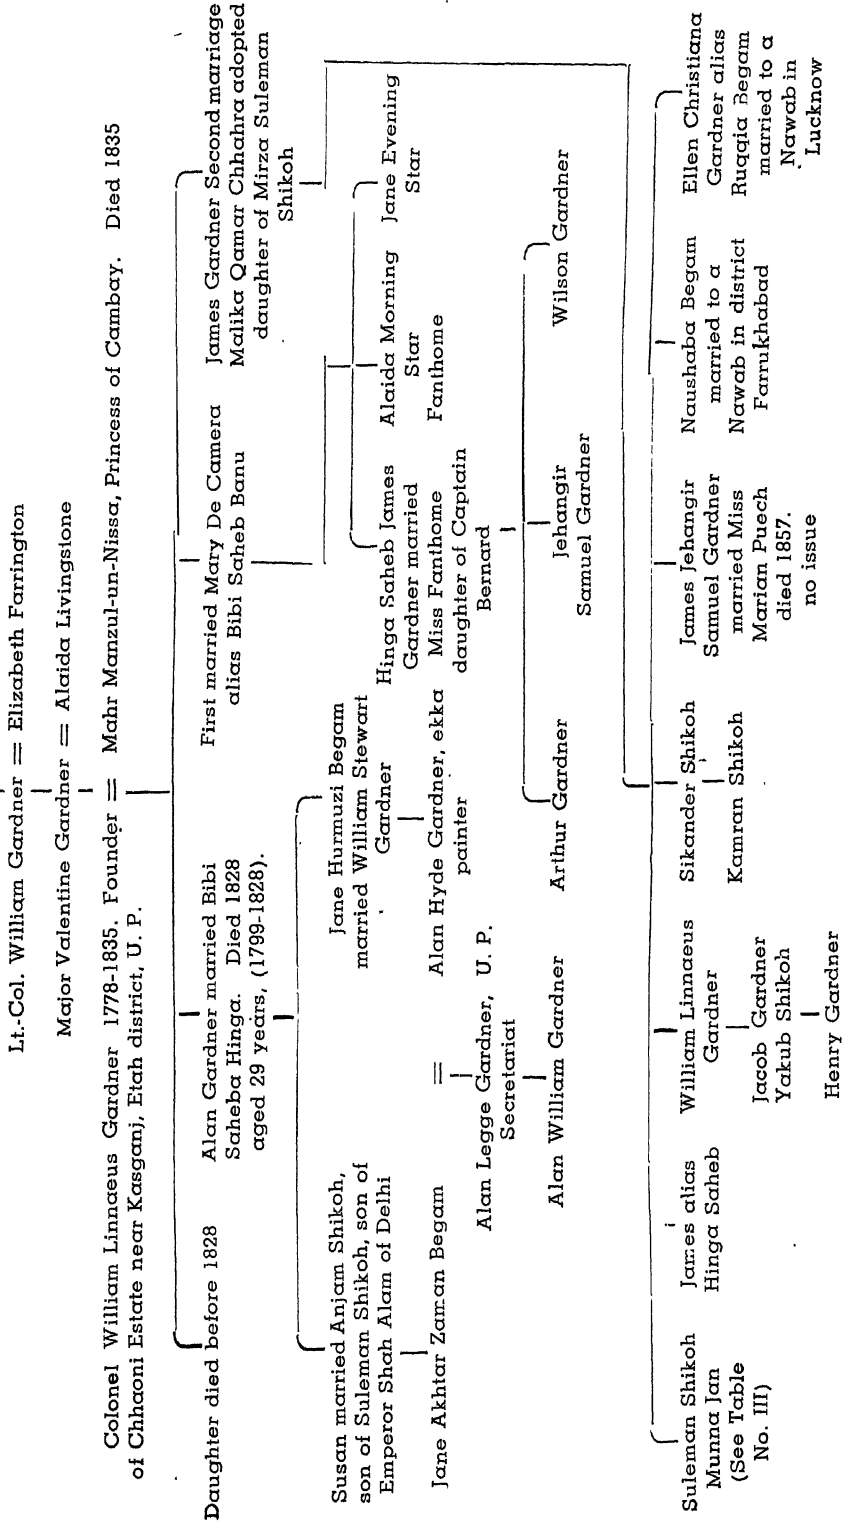 Lt.-Col. William Gardner = Elizabeth Farrington
Major Valentine Gardner = Alaida Livingstone
Colonel William Linnaeus Gardner 1778-1835. Founder = Mahr Manzul-un-Nissa, Princess of Cambay. Died 1835
of Chhaoni Estate near Kasganj, Etah district, U. P.
Daughter died before 1828
Alan Gardner married Bibi
Saheba Hinga. Died 1828
aged 29 years, (1799-1828).
First married Mary De Camera
alias Bibi Saheb Banu
James Gardner Second marriage
Malika Qamar Chhahra adopted
daughter of Mirza Suleman
Shikoh
Susan married Anjam Shikoh,
son of Suleman Shikoh, son of
Emperor Shah Alam of Delhi
Jane Hurmuzi Begam
married William Stewart
Gardner
Hinga Saheb James
Gardner married
Miss Fanthome
daughter of Captain
Bernard
Alaida Morning
Star
Fanthome
Jane Evening
Star
Jane Akhtar Zaman Begam
=
Alan Hyde Gardner, ekka
painter
Alan Legge Gardner, U. P.
Secretariat
Alan William Gardner
Arthur Gardner
Jehangir
Samuel Gardner
Wilson Gardner
Suleman Shikoh
Munna Jan
(See Table
No. III)
James alias
Hinga Saheb
William Linnaeus
Gardner
Jacob Gardner
Yakub Shikoh
Henry Gardner
Sikander Shikoh
Kamran Shikoh
James Jehangir
Samuel Gardner
married Miss
Marian Puech
died 1857.
no issue
Naushaba Begam
married to a
Nawab in district
Farrukhabad
Ellen Christiana
Gardner alias
Ruqqia Begam
married to a
Nawab in
Lucknow